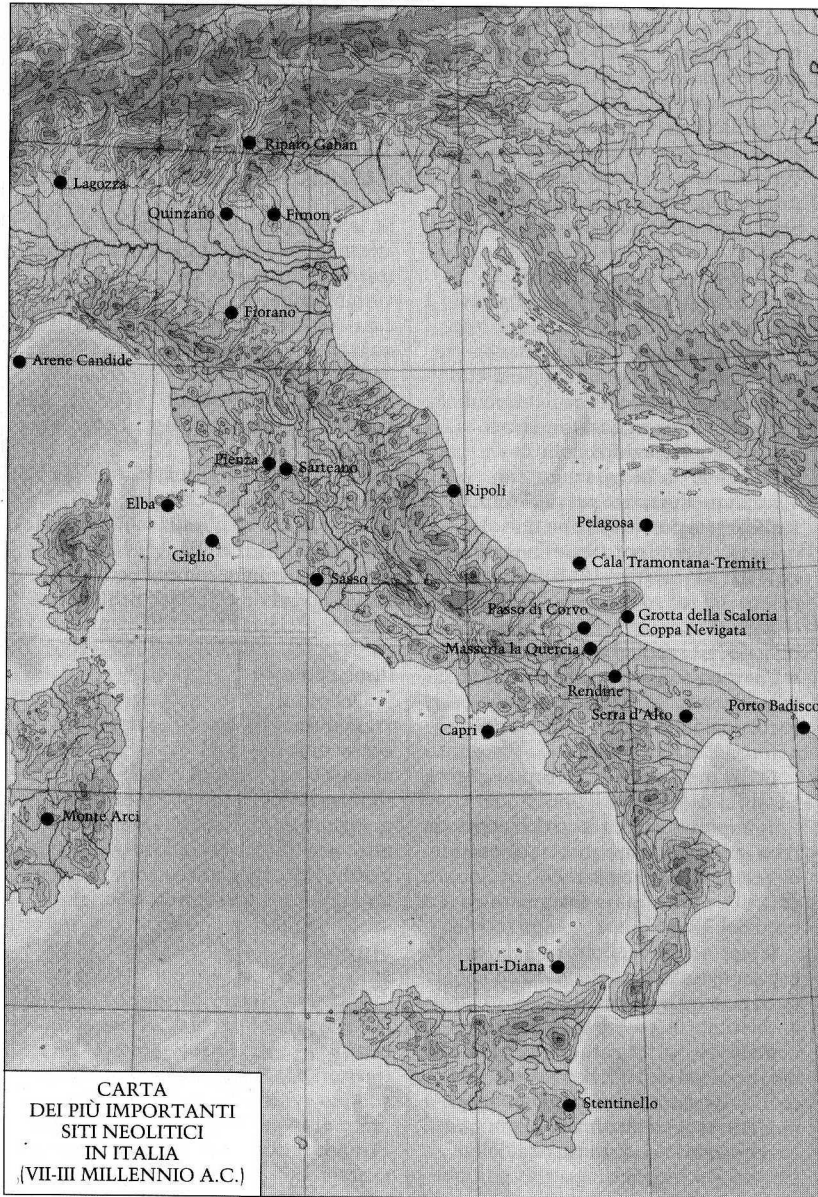 Riparo Gaban
Lagozza
Quinzano
Fimon
Fiorano
Arene Candide
Pienza
Sarteano
Elba
Ripoli
Giglio
Pelagosa
Cala Tramontana-Tremiti
Sasso
Passo di Corvo
Grotta della Scaloria
Coppa Nevigata
Masseria la Quercia
Rendine
Porto Badisco
Serra d'Alto
Capri
Monte Arci
Lipari-Diana
Stentinello
CARTA
DEI PIÙ IMPORTANTI
SITI NEOLITICI
IN ITALIA
(VII-III MILLENNIO A.C.)